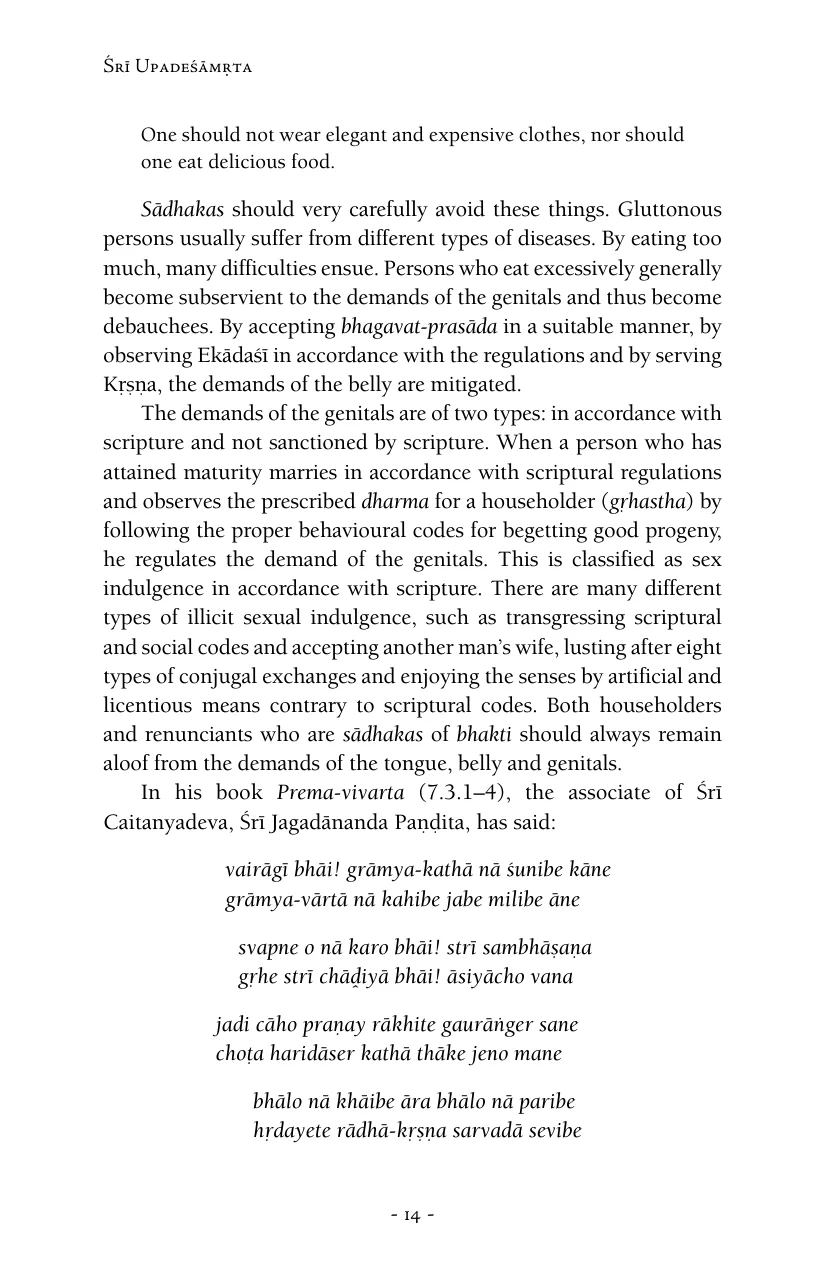 Śrī Upadeśāmṛta
One should not wear elegant and expensive clothes, nor should
one eat delicious food.
Sādhakas should very carefully avoid these things. Gluttonous
persons usually suffer from different types of diseases. By eating too
much, many difficulties ensue. Persons who eat excessively generally
become subservient to the demands of the genitals and thus become
debauchees. By accepting bhagavat-prasāda in a suitable manner, by
observing Ekādaśī in accordance with the regulations and by serving
Kṛṣṇa, the demands of the belly are mitigated.
The demands of the genitals are of two types: in accordance with
scripture and not sanctioned by scripture. When a person who has
attained maturity marries in accordance with scriptural regulations
and observes the prescribed dharma for a householder (gṛhastha) by
following the proper behavioural codes for begetting good progeny,
he regulates the demand of the genitals. This is classified as sex
indulgence in accordance with scripture. There are many different
types of illicit sexual indulgence, such as transgressing scriptural
and social codes and accepting another man's wife, lusting after eight
types of conjugal exchanges and enjoying the senses by artificial and
licentious means contrary to scriptural codes. Both householders
and renunciants who are sādhakas of bhakti should always remain
aloof from the demands of the tongue, belly and genitals.
In his book Prema-vivarta (7.3.1–4), the associate of Śrī
Caitanyadeva, Śrī Jagadānanda Paṇḍita, has said:
vairāgī bhāi! grāmya-kathā nā śunibe kāne
grāmya-vārtā nā kahibe jabe milibe āne
svapne o nā karo bhāi! strī sambhāṣaṇa
gṛhe strī chāḍ̮iyā bhāi! āsiyācho vana
jadi cāho praṇay rākhite gaurāṅger sane
choṭa haridāser kathā thāke jeno mane
bhālo nā khāibe āra bhālo nā paribe
hṛdayete rādhā-kṛṣṇa sarvadā sevibe
- 14 -